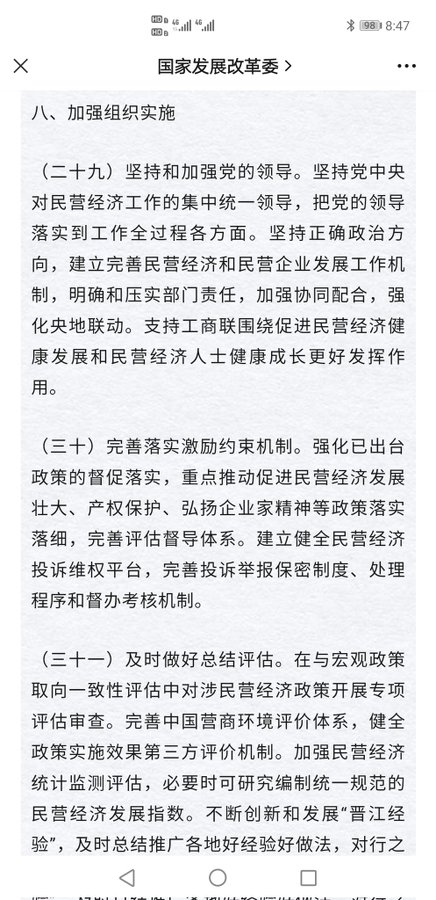 HD 4G 4G 98 8:47
HD
国家发展改革委
八、加强组织实施
（二十九）坚持和加强党的领导。坚持党中央
对民营经济工作的集中统一领导，把党的领导
落实到工作全过程各方面。坚持正确政治方
向，建立完善民营经济和民营企业发展工作机
制，明确和压实部门责任，加强协同配合，强
化央地联动。支持工商联围绕促进民营经济健
康发展和民营经济人士健康成长更好发挥作
用。
（三十）完善落实激励约束机制。强化已出台
政策的督促落实，重点推动促进民营经济发展
壮大、产权保护、弘扬企业家精神等政策落实
落细，完善评估督导体系。建立健全民营经济
投诉维权平台，完善投诉举报保密制度、处理
程序和督办考核机制。
（三十一）及时做好总结评估。在与宏观政策
取向一致性评估中对涉民营经济政策开展专项
评估审查。完善中国营商环境评价体系，健全
政策实施效果第三方评价机制。加强民营经济
统计监测评估，必要时可研究编制统一规范的
民营经济发展指数。不断创新和发展“晋江经
验”，及时总结推广各地好经验好做法，对行之